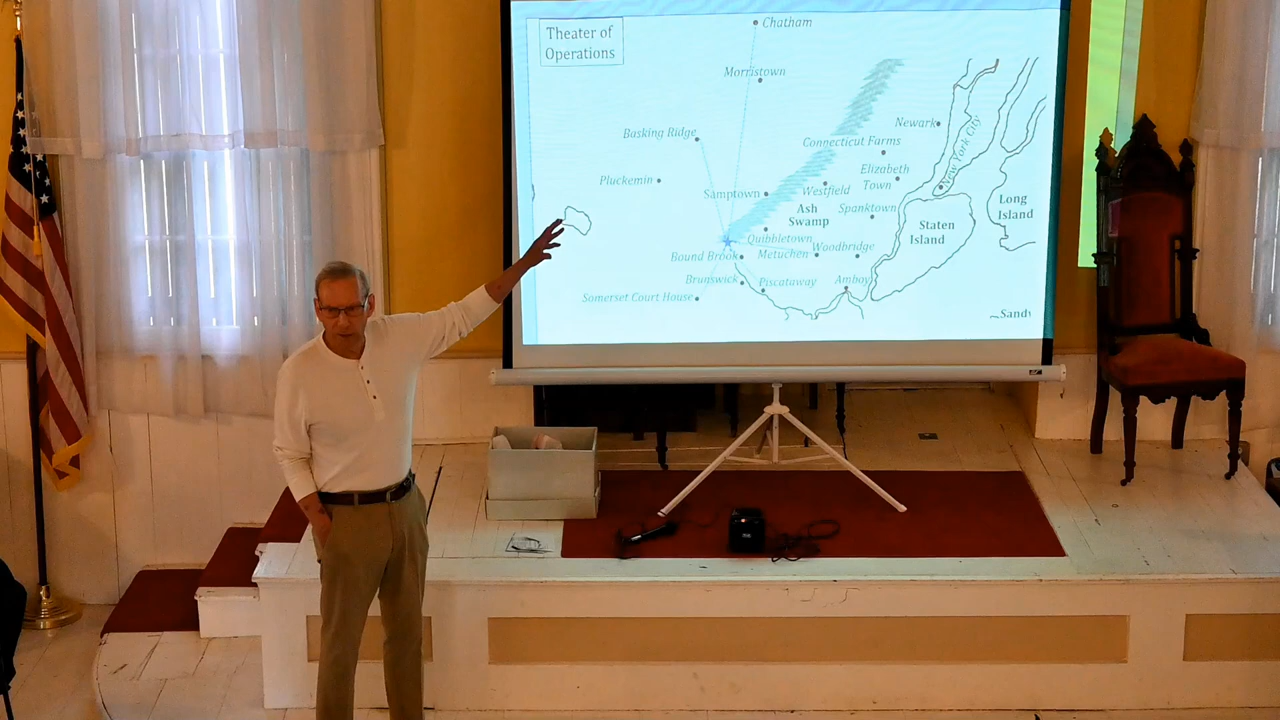 Theater of
Operations
Chatham
Morristown
Basking Ridge
Newark
New York City
Connecticut Farms
Elizabeth
Town
Pluckemin
Samptown
Westfield
Ash
Swamp
Spanktown
Long
Island
Staten
Island
Quibbletown
Woodbridge
Bound Brook
Metuchen
Brunswick
Piscataway
Amboy
Somerset Court House
Sandy